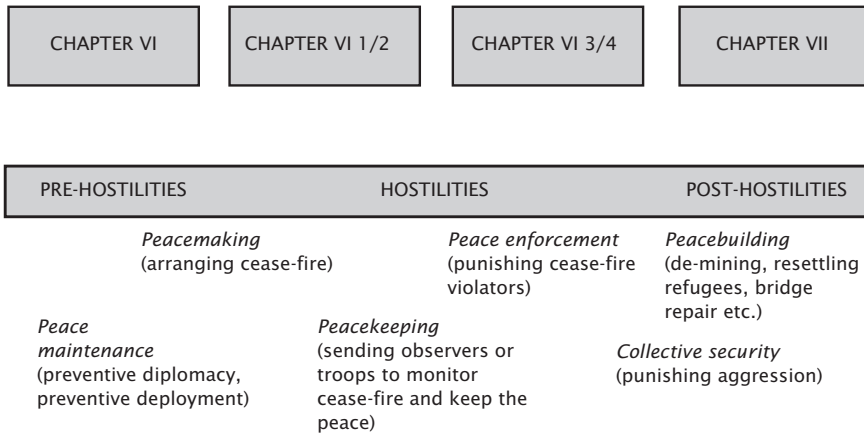 CHAPTER VI
CHAPTER VI 1/2
CHAPTER VI 3/4
CHAPTER VII
PRE-HOSTILITIES
HOSTILITIES
POST-HOSTILITIES
Peacemaking
(arranging cease-fire)
Peace enforcement
(punishing cease-fire
violators)
Peacebuilding
(de-mining, resettling
refugees, bridge
repair etc.)
Peace
maintenance
(preventive diplomacy,
preventive deployment)
Peacekeeping
(sending observers or
troops to monitor
cease-fire and keep the
peace)
Collective security
(punishing aggression)